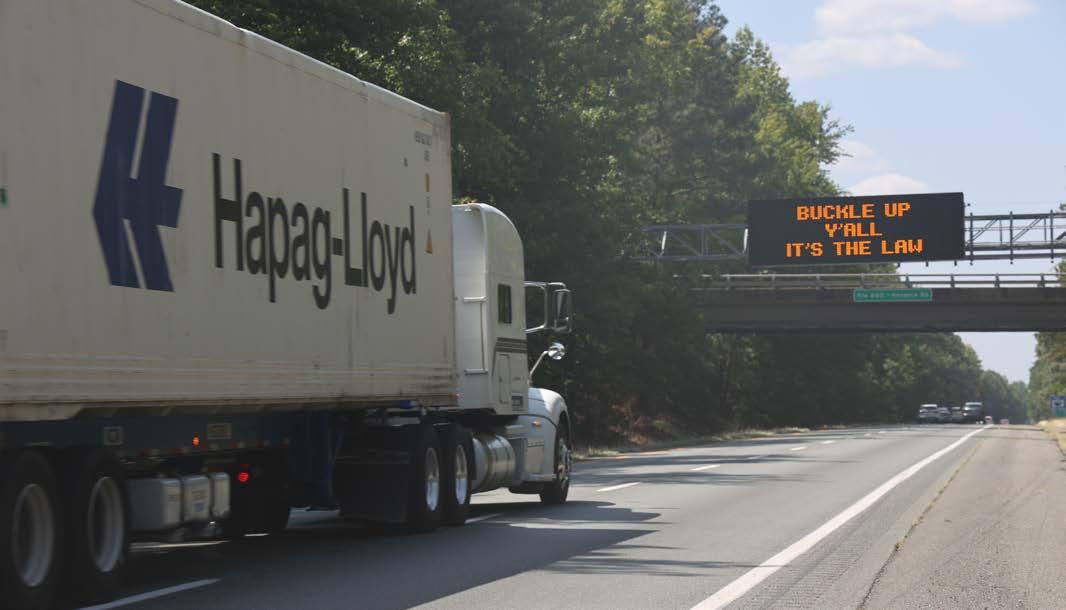 Hapag-Lloyd
BUCKLE UP
Y'ALL
IT'S THE LAW